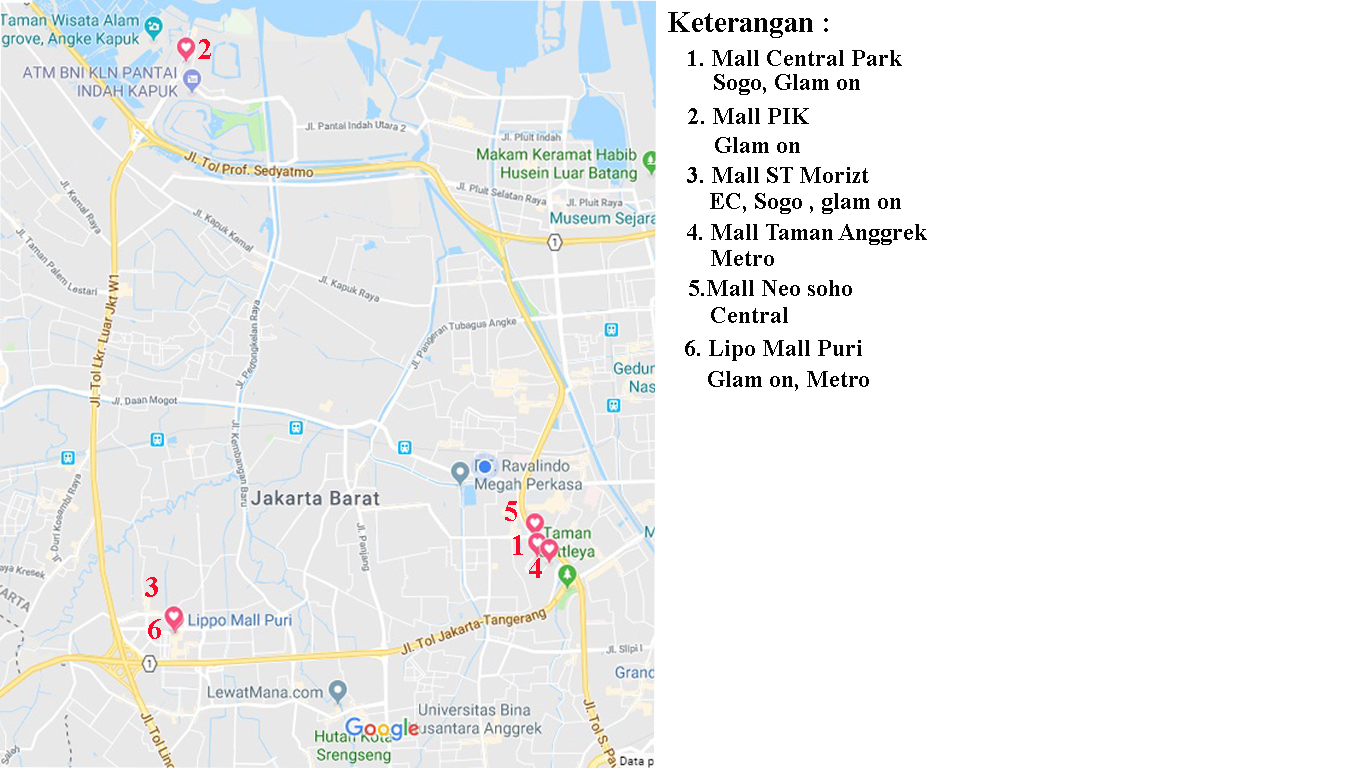 Taman Wisata Alam
grove, Angke Kapuk
2
ATM BNI KLN PANTAI
INDAH KAPUK
Jl. Pantai Indah Utara 2
Jl. Pluit Indah
Makam Keramat Habib
Husein Luar Batang
Jl. Tol Prof. Sedyatmo
Jl. Pluit Selatan Raya
Jl. Pluit Raya
Museum Sejara
1
Jl. Kamal Raya
Jl. Kapuk Kamal
Jl. Taman Palem Lestari
Jl. Kapuk Raya
Jl. Tol Lkr. Luar Jkt W1
Jl. Pedongkelan Raya
Jl. Pangeran Tubagus Angke
Gedun
Nas
Jl. Daan Mogot
Jl. Kembangan Baru
Ravalindo
Megah Perkasa
Jakarta Barat
Jl. Duri Kosambi Raya
Jl. Panjang
5
Taman
1
4
aya Kresek
KARTA
3
6
Lippo Mall Puri
Jl. Tol Jakarta-Tangerang
Jl. Slipi I
1
Grand
LewatMana.com
Universitas Bina
usantara Anggrek
Google
Hutan Kota
Srengseng
Jl. Tol Ling
Jl. Tol S. Pa
Data p
Keterangan :
1. Mall Central Park
Sogo, Glam on
2. Mall PIK
Glam on
3. Mall ST Morizt
EC, Sogo , glam on
4. Mall Taman Anggrek
Metro
5.Mall Neo soho
Central
6. Lipo Mall Puri
Glam on, Metro